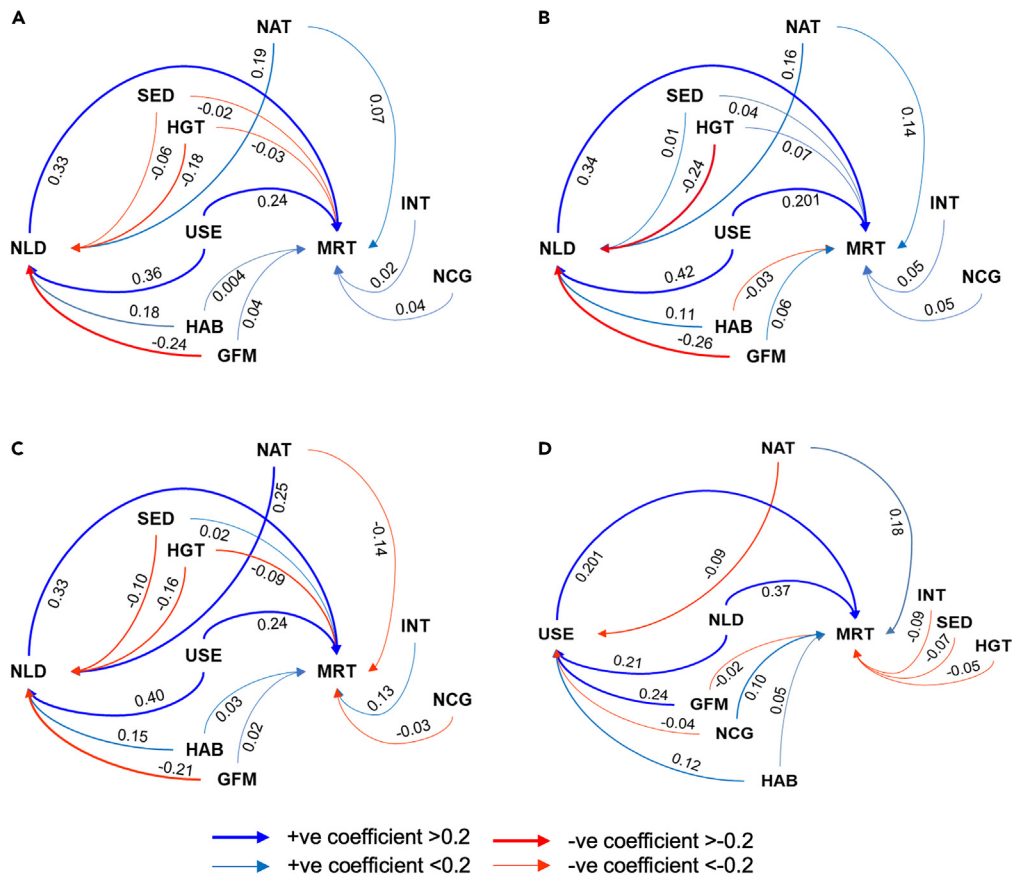 A
NAT
0.19
0.07
SED
-0.02
HGT
-0.03
0.33
-0.06
-0.18
0.24
INT
NLD
USE
MRT
0.36
0.004
0.02
NCG
0.18
HAB
0.04
0.04
-0.24
GFM
B
NAT
0.16
0.14
SED
0.04
HGT
0.07
0.34
0.01
-0.24
0.201
INT
NLD
USE
MRT
0.42
-0.03
0.05
NCG
0.11
HAB
0.06
0.05
-0.26
GFM
C
NAT
0.25
-0.14
SED
0.02
HGT
-0.09
0.33
-0.10
-0.16
0.24
INT
NLD
USE
MRT
0.40
0.03
0.13
NCG
0.15
HAB
0.02
-0.03
-0.21
GFM
D
NAT
-0.09
0.18
0.201
0.37
INT
NLD
-0.09
SED
USE
MRT
-0.07
HGT
0.21
-0.02
-0.05
0.24
GFM
0.10
0.05
-0.04
NCG
0.12
HAB
+ve coefficient >0.2
-ve coefficient >-0.2
+ve coefficient <0.2
-ve coefficient <-0.2